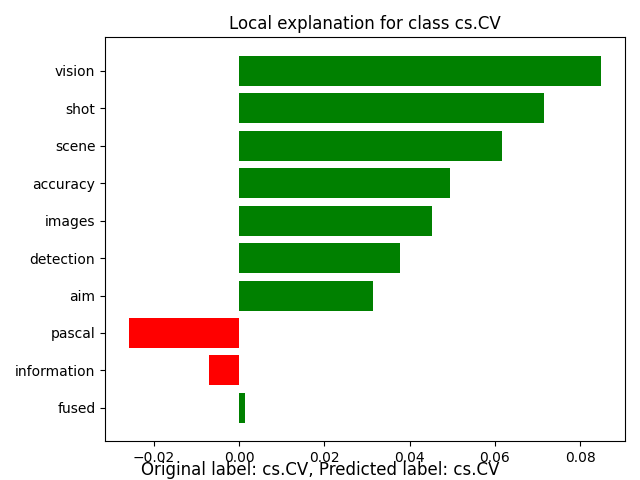 Local explanation for class cs.CV
vision
shot
scene
accuracy
images
detection
aim
pascal
information
fused
−0.02 0.00 0.02 0.04 0.06 0.08
Original label: cs.CV, Predicted label: cs.CV